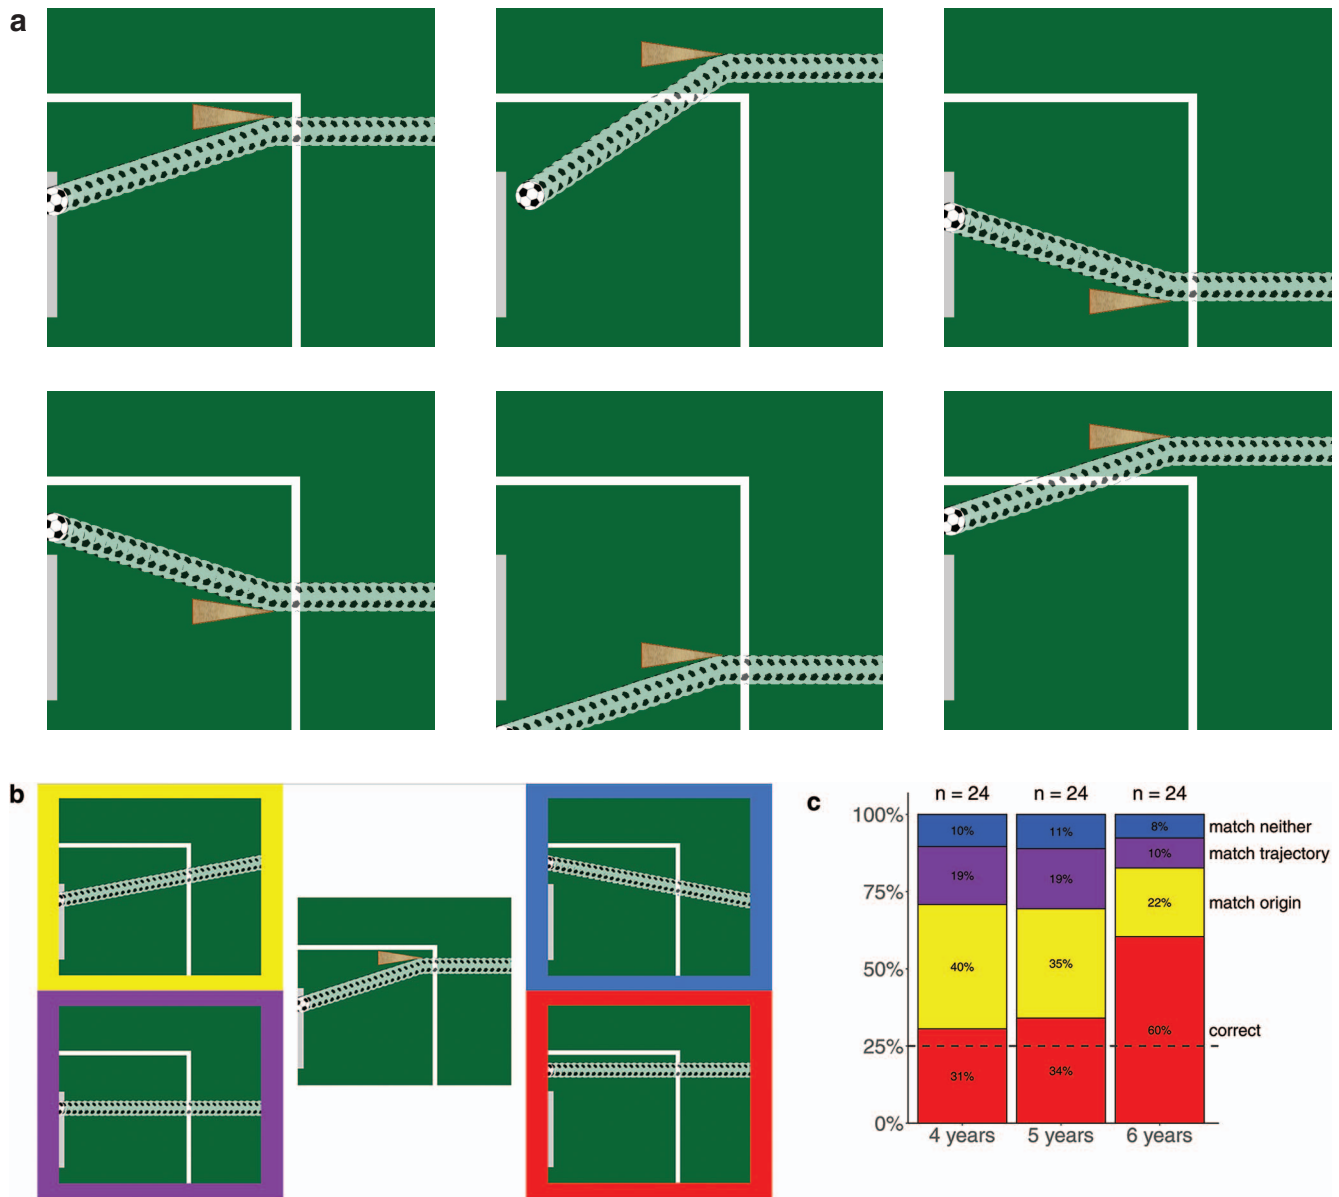 a
b
c
n = 24 n = 24 n = 24
100%
75%
50%
25%
0%
10% 11% 8%
19% 19% 10%
40% 35% 22%
31% 34% 60%
match neither
match trajectory
match origin
correct
4 years 5 years 6 years